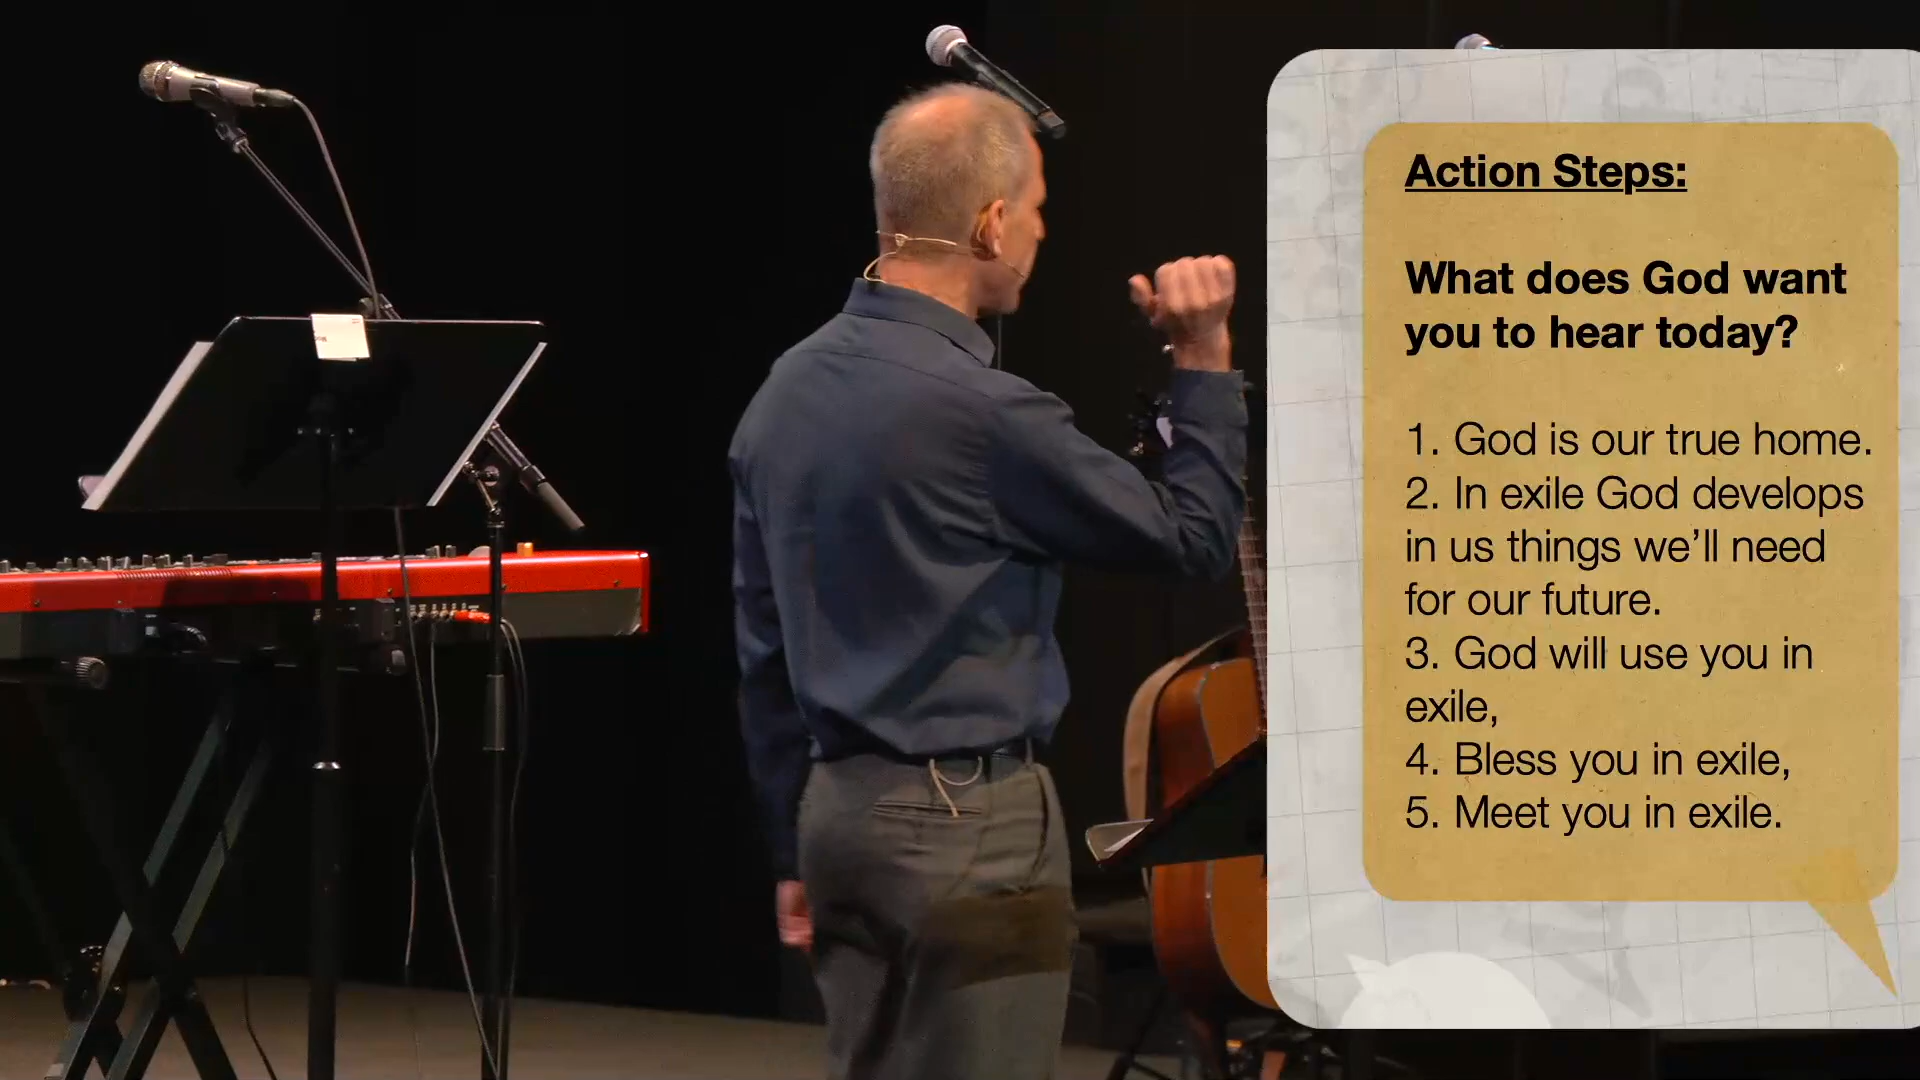 Action Steps:
What does God want
you to hear today?
1. God is our true home.
2. In exile God develops
in us things we’ll need
for our future.
3. God will use you in
exile,
4. Bless you in exile,
5. Meet you in exile.